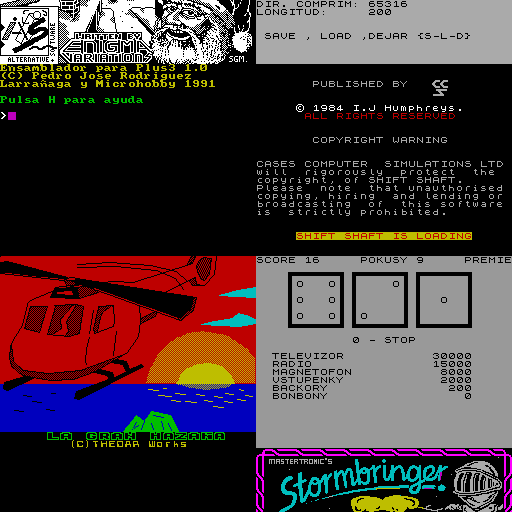 ALTERNATIVE
SOFTWARE
WRITTEN BY
ENIGMA
VARIATIONS
SGM.
Ensamblador para Plus3 1.0
(C) Pedro Jose Rodriguez
Larrañaga y Microhobby 1991
Pulsa H para ayuda
>
DIR. COMPRIM: 65316
LONGITUD: 200
SAVE , LOAD ,DEJAR {S-L-D}
PUBLISHED BY CCS
© 1984 I.J Humphreys.
ALL RIGHTS RESERVED
COPYRIGHT WARNING
CASES COMPUTER SIMULATIONS LTD
will rigorously protect the
copyright, of SHIFT SHAFT.
Please note that unauthorised
copying, hiring and lending or
broadcasting of this software
is strictly prohibited.
SHIFT SHAFT IS LOADING
LA GRAN HAZAÑA
(C)THEDAR Works
SCORE 16 POKUSY 9 PREMIE
0 - STOP
TELEVIZOR 30000
RADIO 15000
MAGNETOFON 8000
VSTUPENKY 2000
BACKORY 200
BONBONY 0
MASTERTRONIC'S
Stormbringer